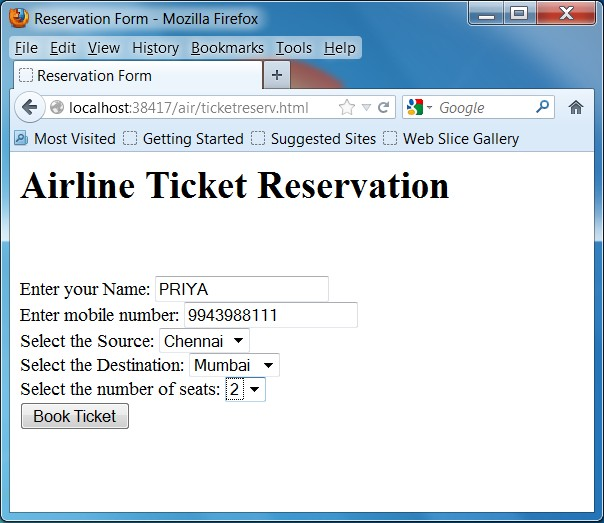 Reservation Form - Mozilla Firefox
File Edit View History Bookmarks Tools Help
Reservation Form
localhost:38417/air/ticketreserv.html Google
Most Visited Getting Started Suggested Sites Web Slice Gallery
Airline Ticket Reservation
Enter your Name: PRIYA
Enter mobile number: 9943988111
Select the Source: Chennai
Select the Destination: Mumbai
Select the number of seats: 2
Book Ticket